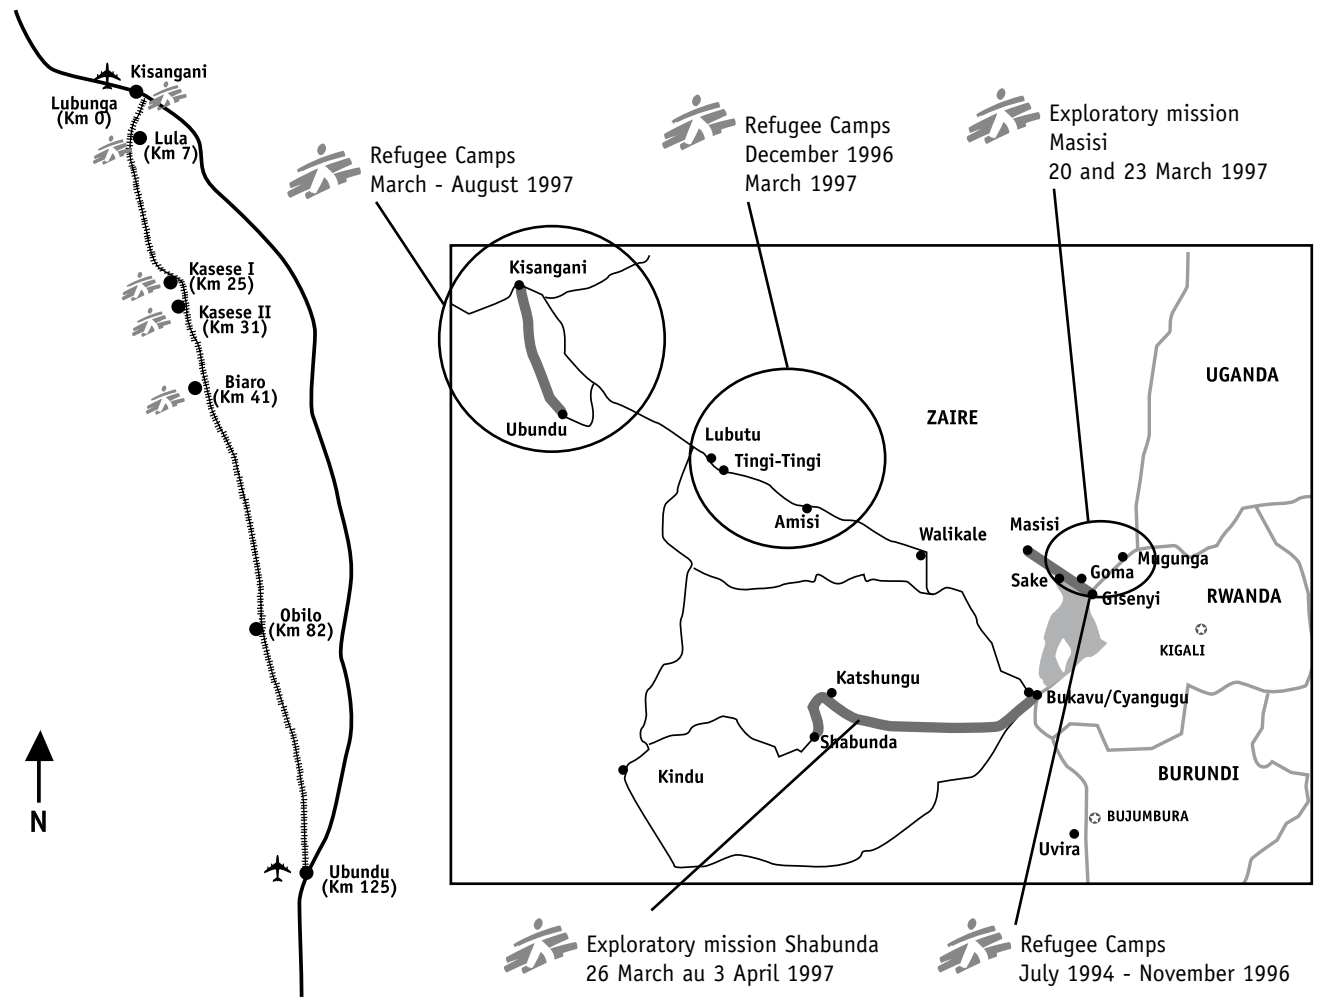 Kisangani
Lubunga
(Km 0)
Lula
(Km 7)
Kasese I
(Km 25)
Kasese II
(Km 31)
Biaro
(Km 41)
Obilo
(Km 82)
Ubundu
(Km 125)
N
Refugee Camps
March - August 1997
Refugee Camps
December 1996
March 1997
Exploratory mission
Masisi
20 and 23 March 1997
Kisangani
Ubundu
Lubutu
Tingi-Tingi
Amisi
ZAIRE
UGANDA
Walikale
Masisi
Mugunga
Sake
Goma
Gisenyi
RWANDA
KIGALI
Katshungu
Bukavu/Cyangugu
Shabunda
Kindu
BURUNDI
BUJUMBURA
Uvira
Exploratory mission Shabunda
26 March au 3 April 1997
Refugee Camps
July 1994 - November 1996